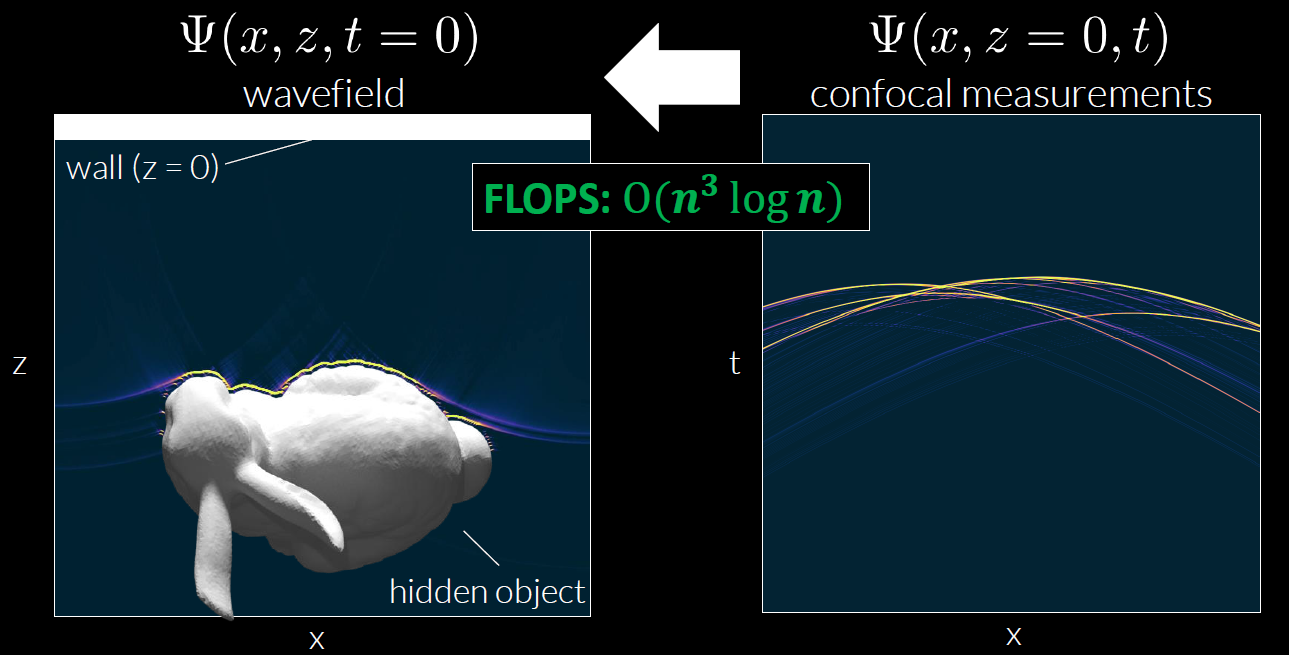 Ψ(x, z, t = 0)
wavefield
Ψ(x, z = 0, t)
confocal measurements
wall (z = 0)
FLOPS: O(n³ log n)
z
t
hidden object
x
x